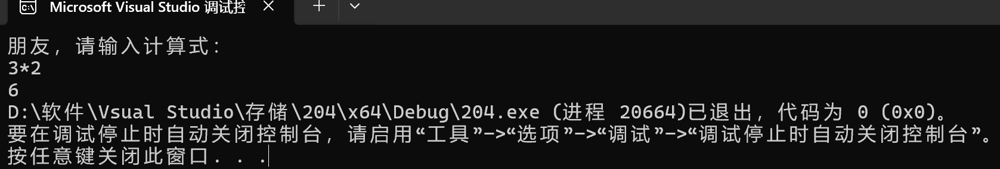 Microsoft Visual Studio 调试控
朋友，请输入计算式：
3*2
6
D:\软件\Vsual Studio\存储\204\x64\Debug\204.exe (进程 20664)已退出，代码为 0 (0x0)。
要在调试停止时自动关闭控制台，请启用“工具”->“选项”->“调试”->“调试停止时自动关闭控制台”。
按任意键关闭此窗口. . .